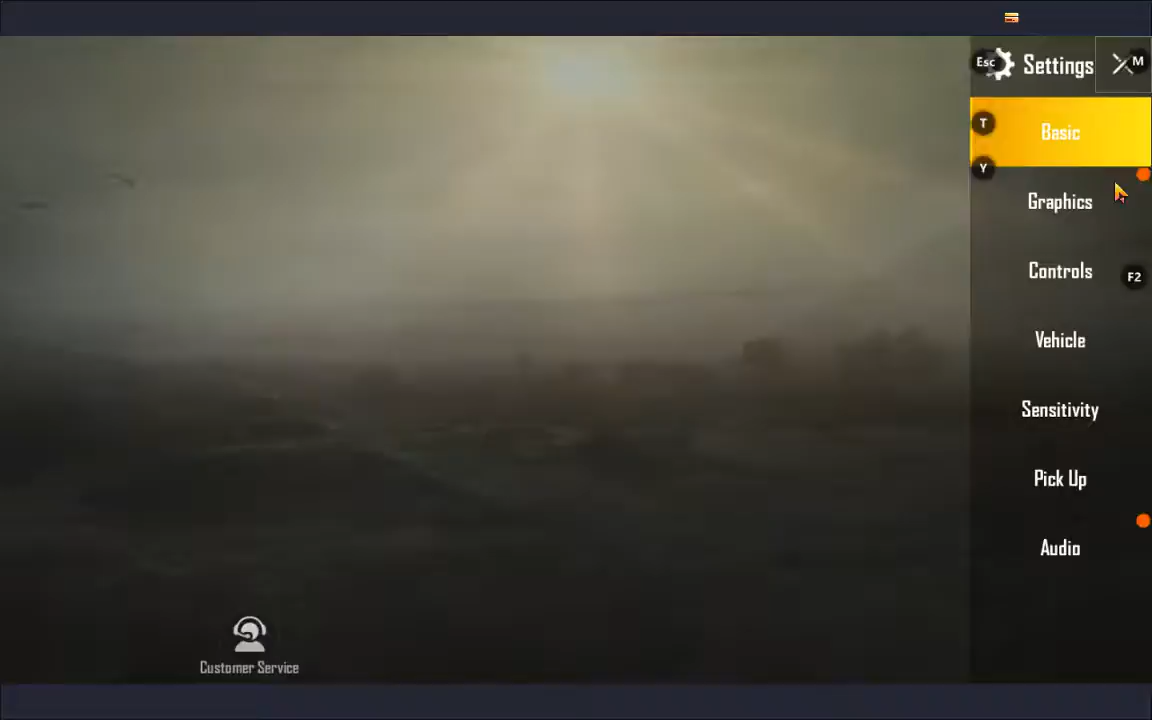 Esc Settings M
T Basic
Y
Graphics
Controls F2
Vehicle
Sensitivity
Pick Up
Audio
Customer Service